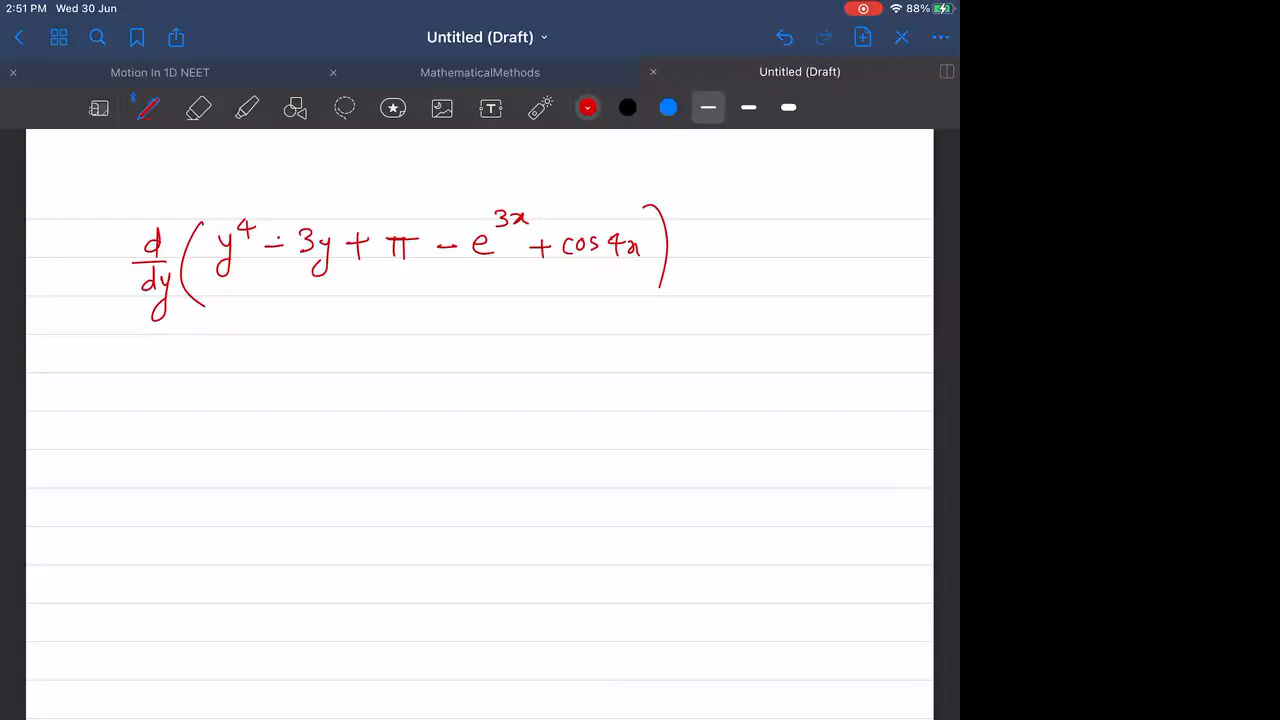 2:51 PM Wed 30 Jun 88%
Untitled (Draft)
Motion In 1D NEET MathematicalMethods Untitled (Draft)
d/dy (y⁴ - 3y + π - e³ˣ + cos 4x)